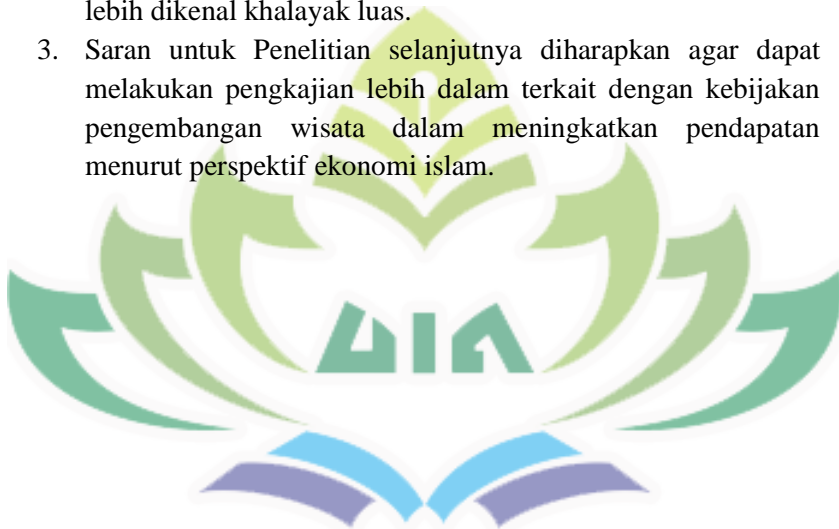 lebih dikenal khalayak luas.
3. Saran untuk Penelitian selanjutnya diharapkan agar dapat
melakukan pengkajian lebih dalam terkait dengan kebijakan
pengembangan wisata dalam meningkatkan pendapatan
menurut perspektif ekonomi islam.
UIN